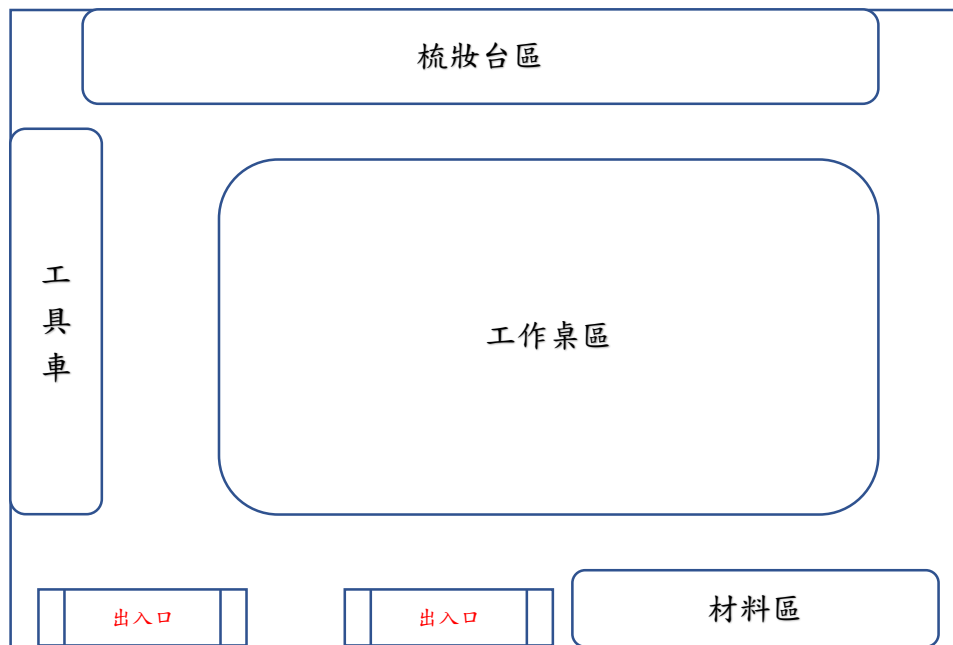 梳妝台區
工具車
工作桌區
出入口
出入口
材料區